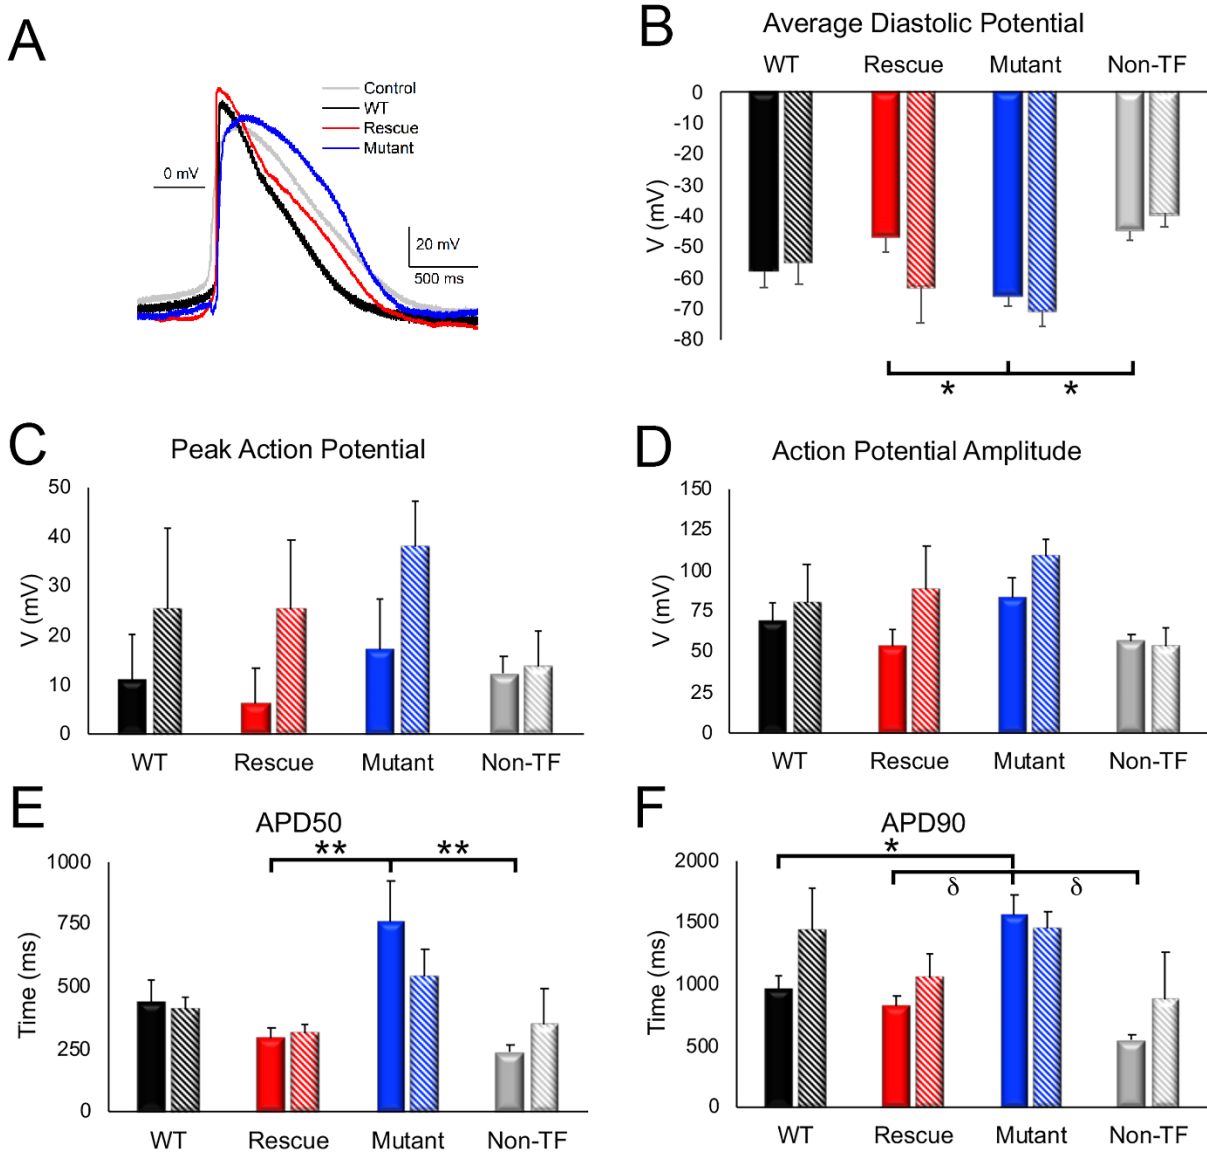 A
Control
WT
Rescue
Mutant
0 mV
20 mV
500 ms
B
Average Diastolic Potential
WT Rescue Mutant Non-TF
0
-10
-20
-30
-40
-50
-60
-70
-80
V (mV)
* *
C
Peak Action Potential
50
40
30
20
10
0
V (mV)
WT Rescue Mutant Non-TF
D
Action Potential Amplitude
150
125
100
75
50
25
0
V (mV)
WT Rescue Mutant Non-TF
E
APD50
** **
1000
750
500
250
0
Time (ms)
WT Rescue Mutant Non-TF
F
APD90
*
δ δ
2000
1500
1000
500
0
Time (ms)
WT Rescue Mutant Non-TF